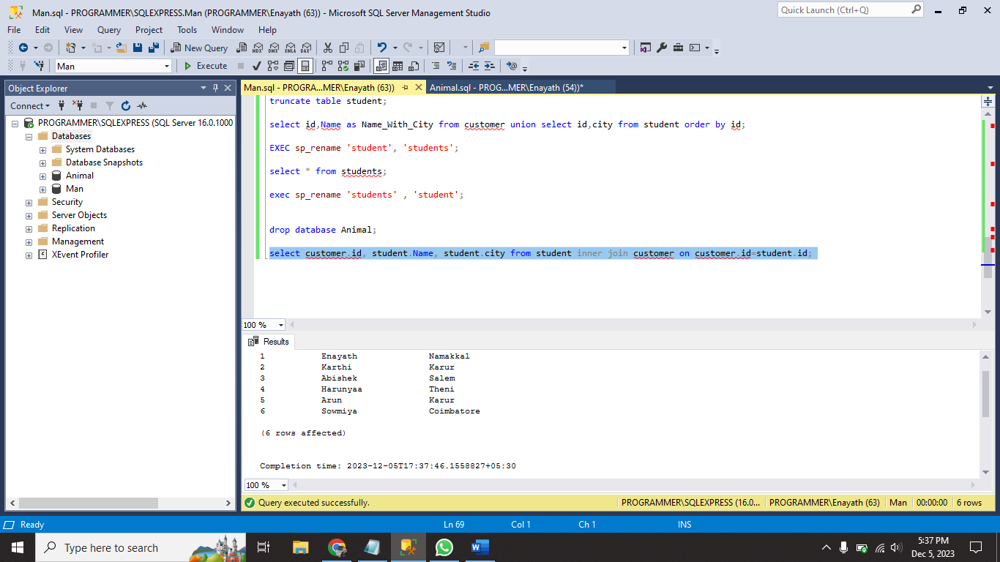 Man.sql - PROGRAMMER\SQLEXPRESS.Man (PROGRAMMER\Enayath (63)) - Microsoft SQL Server Management Studio
Quick Launch (Ctrl+Q)
File Edit View Query Project Tools Window Help
New Query MDX DMX XMLA DAX
Man Execute
Object Explorer
Connect
PROGRAMMER\SQLEXPRESS (SQL Server 16.0.1000
Databases
System Databases
Database Snapshots
Animal
Man
Security
Server Objects
Replication
Management
XEvent Profiler
Man.sql - PROGRA...MER\Enayath (63)) Animal.sql - PROG...MER\Enayath (54))*
truncate table student;
select id,Name as Name_With_City from customer union select id,city from student order by id;
EXEC sp_rename 'student', 'students';
select * from students;
exec sp_rename 'students' , 'student';
drop database Animal;
select customer.id, student.Name, student.city from student inner join customer on customer.id=student.id;
100 %
Results
1 Enayath Namakkal
2 Karthi Karur
3 Abishek Salem
4 Harunyaa Theni
5 Arun Karur
6 Sowmiya Coimbatore
(6 rows affected)
Completion time: 2023-12-05T17:37:46.1558827+05:30
100 %
Query executed successfully. PROGRAMMER\SQLEXPRESS (16.0... PROGRAMMER\Enayath (63) Man 00:00:00 6 rows
Ready Ln 69 Col 1 Ch 1 INS
Type here to search
5:37 PM
Dec 5, 2023